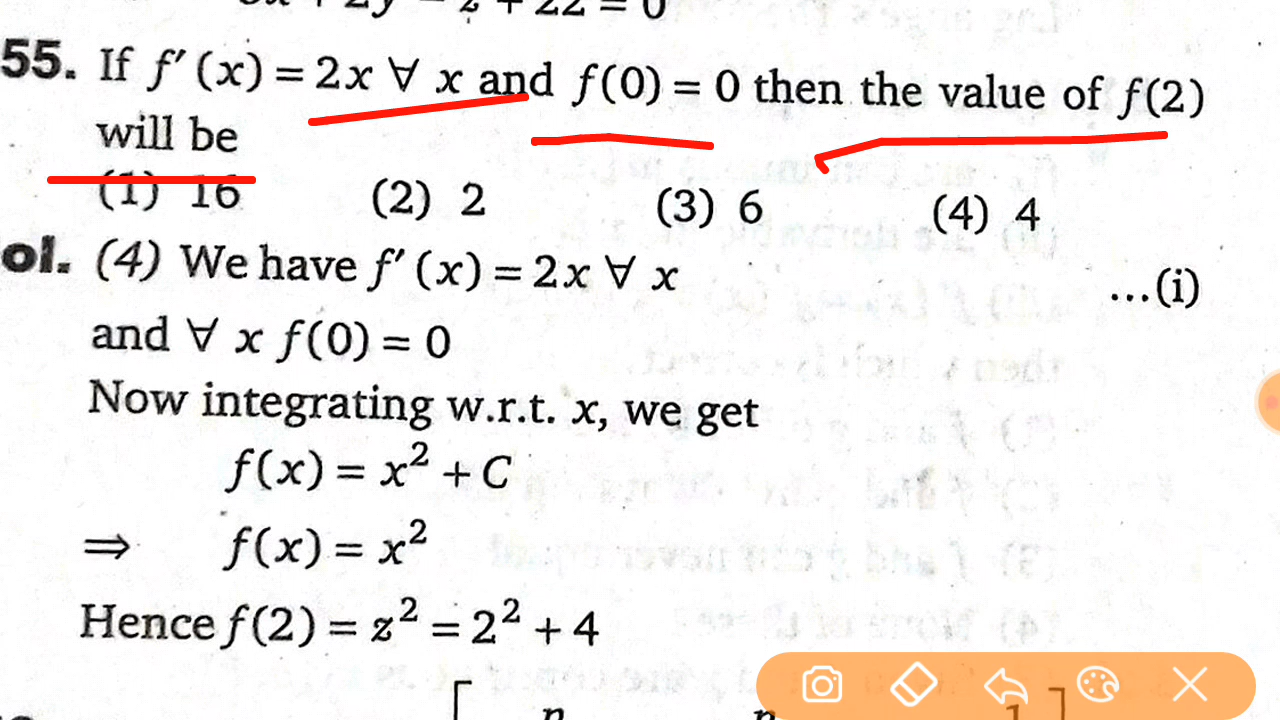 55. If f′(x) = 2x ∀ x and f(0) = 0 then the value of f(2)
will be
(1) 16 (2) 2 (3) 6 (4) 4
ol. (4) We have f′(x) = 2x ∀ x ...(i)
and ∀ x f(0) = 0
Now integrating w.r.t. x, we get
f(x) = x² + C
⇒ f(x) = x²
Hence f(2) = z² = 2² + 4